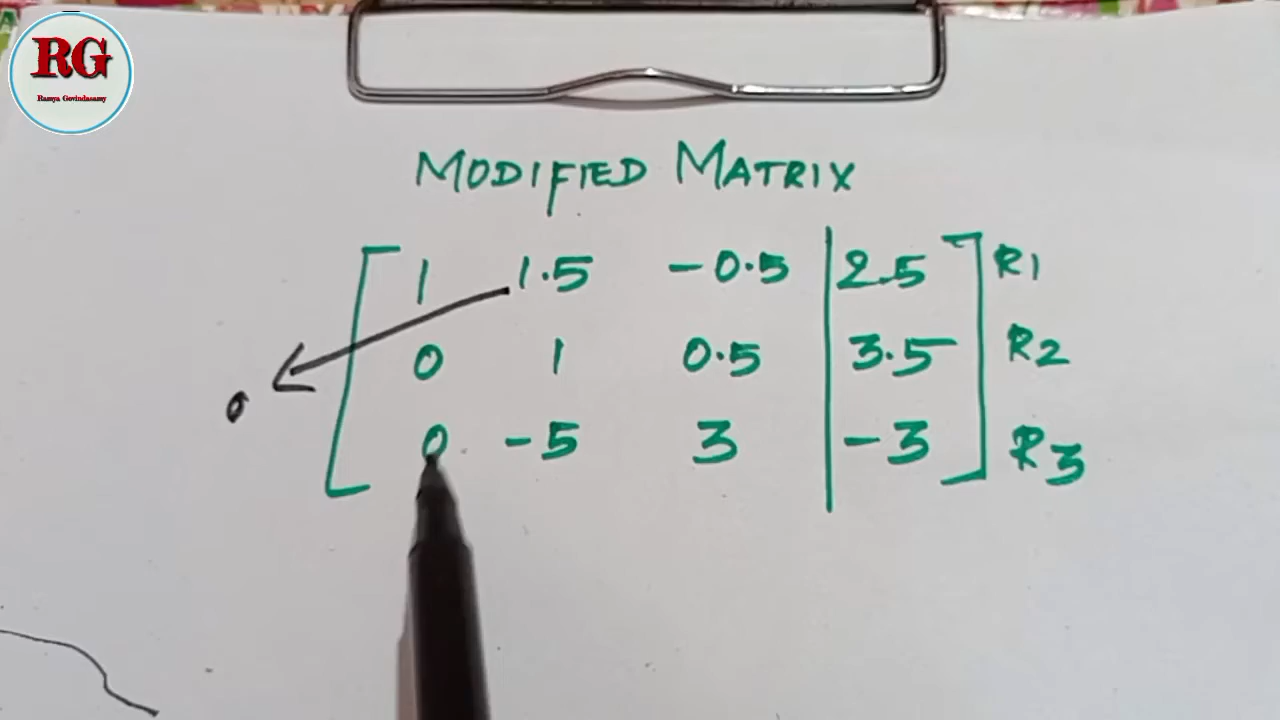 RG
Ramya Govindasamy
MODIFIED MATRIX
1 1.5 -0.5 2.5 R1
0 1 0.5 3.5 R2
0
0 -5 3 -3 R3